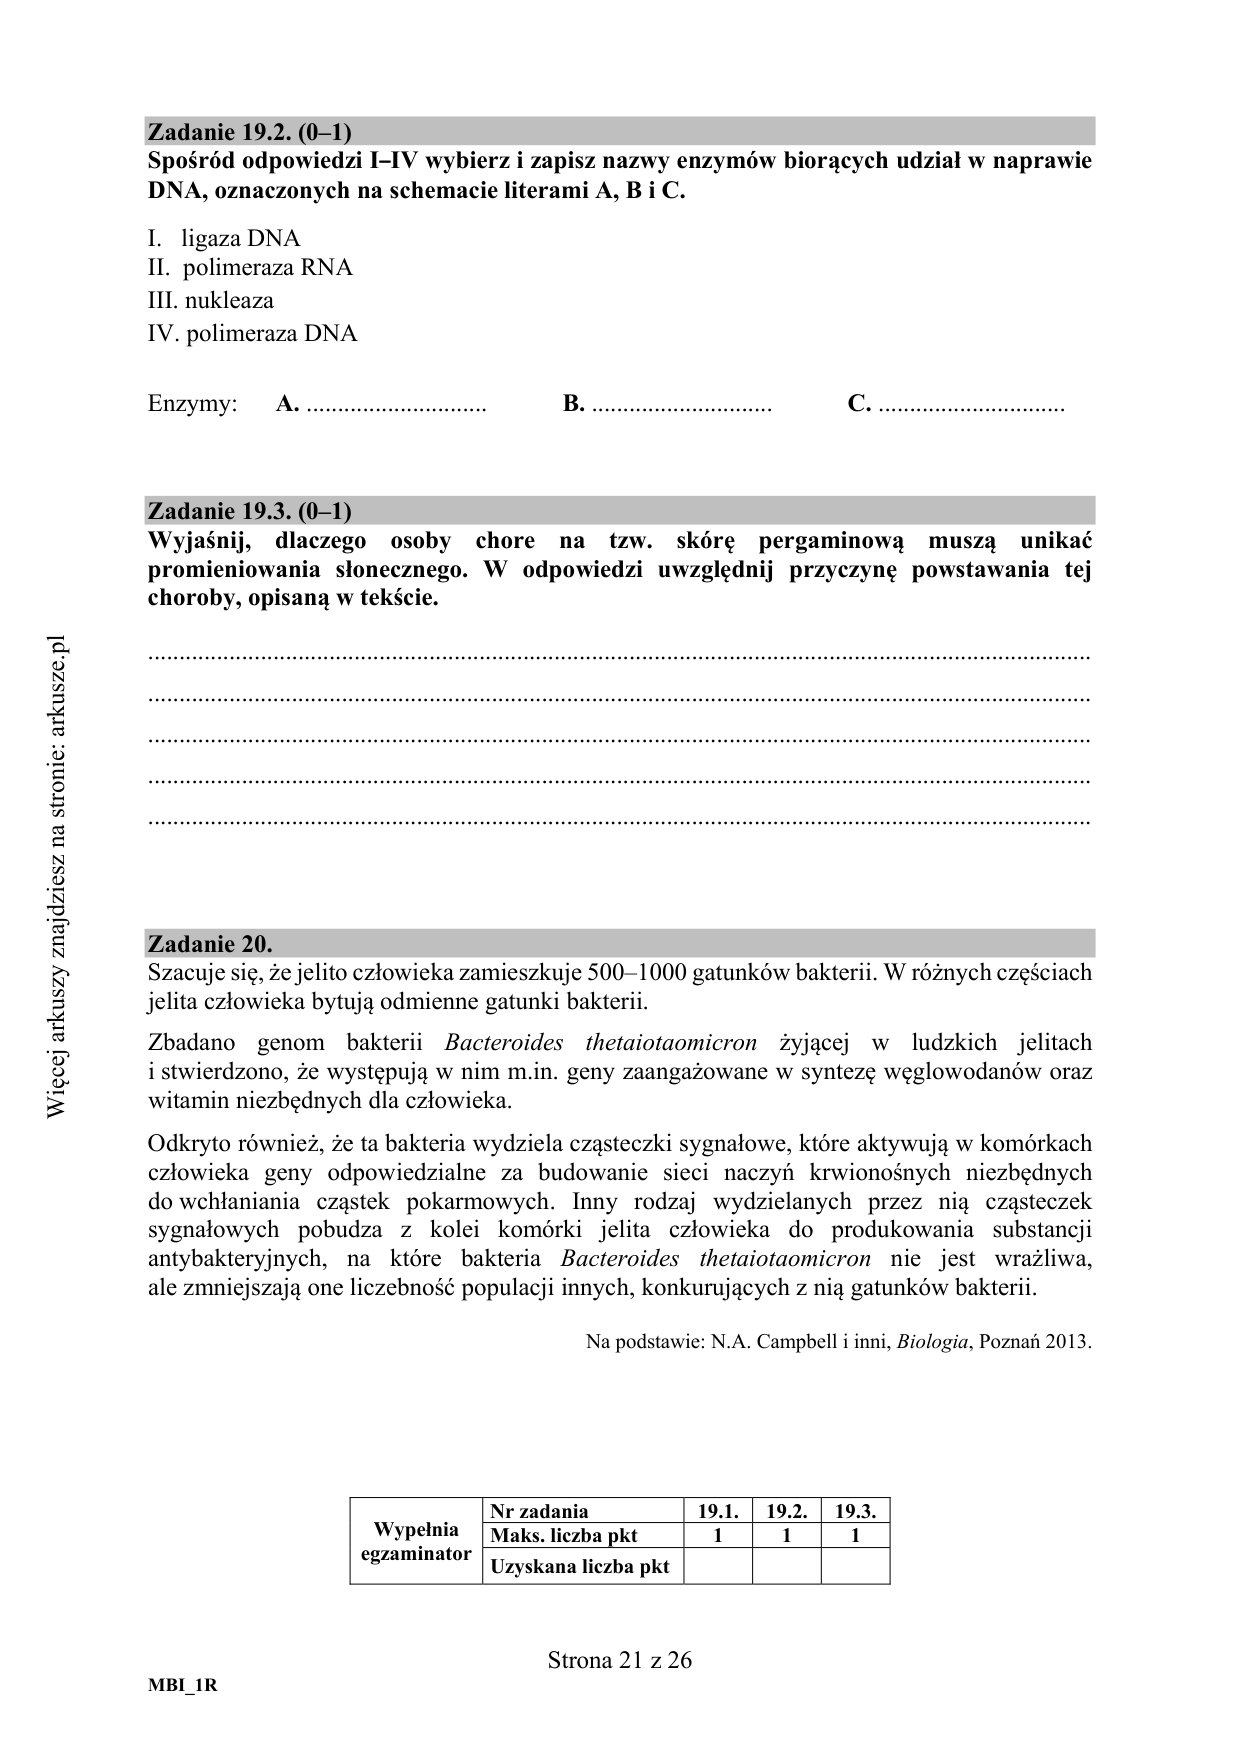 Zadanie 19.2. (0–1)
Spośród odpowiedzi I–IV wybierz i zapisz nazwy enzymów biorących udział w naprawie
DNA, oznaczonych na schemacie literami A, B i C.
I. ligaza DNA
II. polimeraza RNA
III. nukleaza
IV. polimeraza DNA
Enzymy: A. ............................. B. ............................. C. ..............................
Zadanie 19.3. (0–1)
Wyjaśnij, dlaczego osoby chore na tzw. skórę pergaminową muszą unikać
promieniowania słonecznego. W odpowiedzi uwzględnij przyczynę powstawania tej
choroby, opisaną w tekście.
Zadanie 20.
Szacuje się, że jelito człowieka zamieszkuje 500–1000 gatunków bakterii. W różnych częściach
jelita człowieka bytują odmienne gatunki bakterii.
Zbadano genom bakterii Bacteroides thetaiotaomicron żyjącej w ludzkich jelitach
i stwierdzono, że występują w nim m.in. geny zaangażowane w syntezę węglowodanów oraz
witamin niezbędnych dla człowieka.
Odkryto również, że ta bakteria wydziela cząsteczki sygnałowe, które aktywują w komórkach
człowieka geny odpowiedzialne za budowanie sieci naczyń krwionośnych niezbędnych
do wchłaniania cząstek pokarmowych. Inny rodzaj wydzielanych przez nią cząsteczek
sygnałowych pobudza z kolei komórki jelita człowieka do produkowania substancji
antybakteryjnych, na które bakteria Bacteroides thetaiotaomicron nie jest wrażliwa,
ale zmniejszają one liczebność populacji innych, konkurujących z nią gatunków bakterii.
Na podstawie: N.A. Campbell i inni, Biologia, Poznań 2013.
Wypełnia egzaminator
Nr zadania 19.1. 19.2. 19.3.
Maks. liczba pkt 1 1 1
Uzyskana liczba pkt
Strona 21 z 26
MBI_1R
Więcej arkuszy znajdziesz na stronie: arkusze.pl